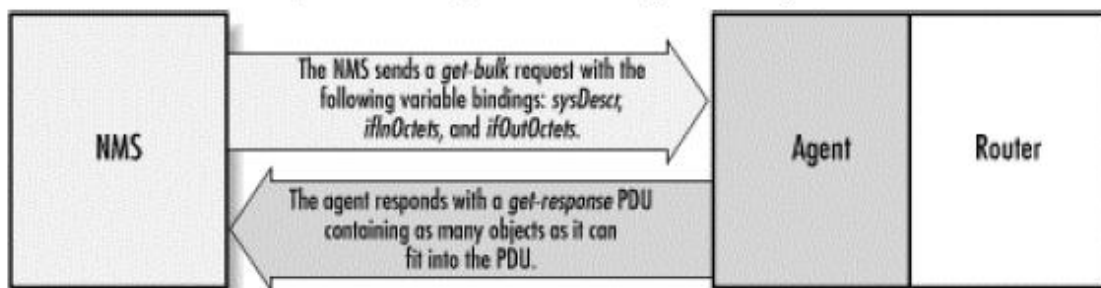 NMS
The NMS sends a get-bulk request with the
following variable bindings: sysDescr,
ifInOctets, and ifOutOctets.
The agent responds with a get-response PDU
containing as many objects as it can
fit into the PDU.
Agent
Router